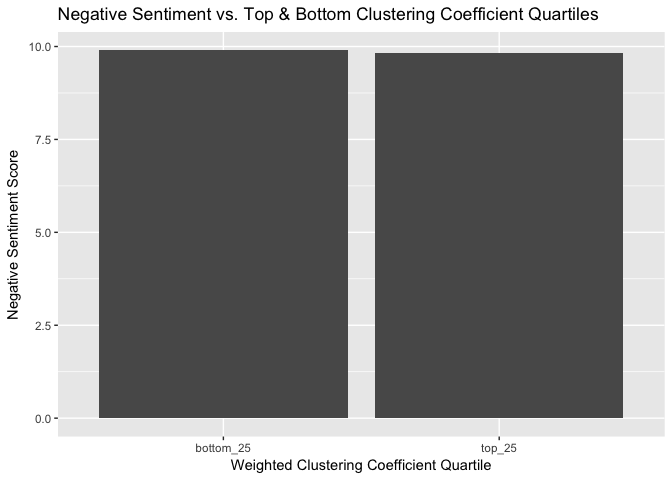 Negative Sentiment vs. Top & Bottom Clustering Coefficient Quartiles
Negative Sentiment Score
10.0
7.5
5.0
2.5
0.0
bottom_25
top_25
Weighted Clustering Coefficient Quartile